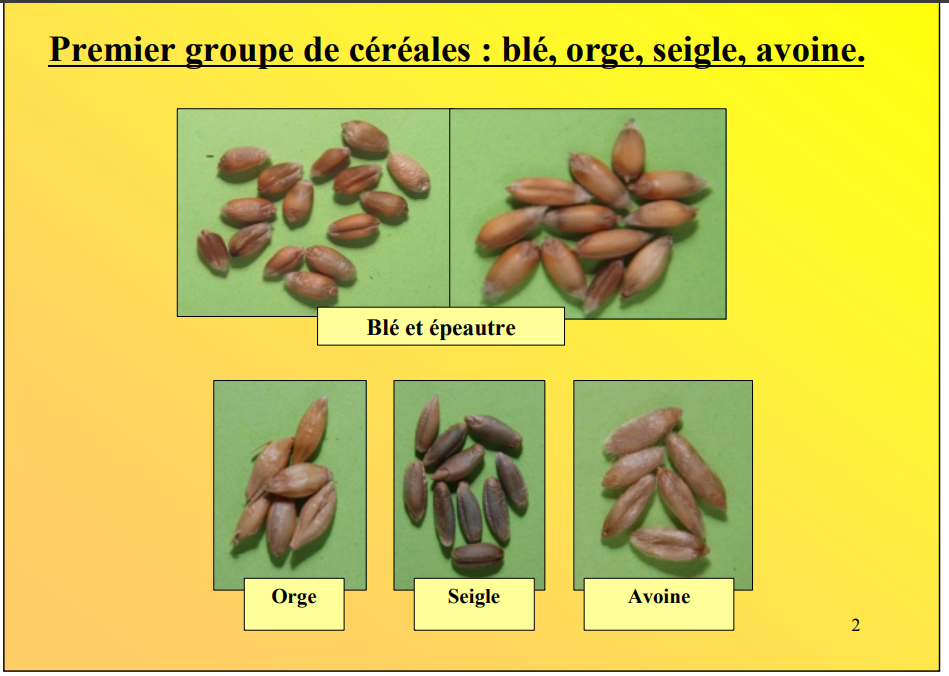 Premier groupe de céréales : blé, orge, seigle, avoine.
Blé et épeautre
Orge
Seigle
Avoine
2